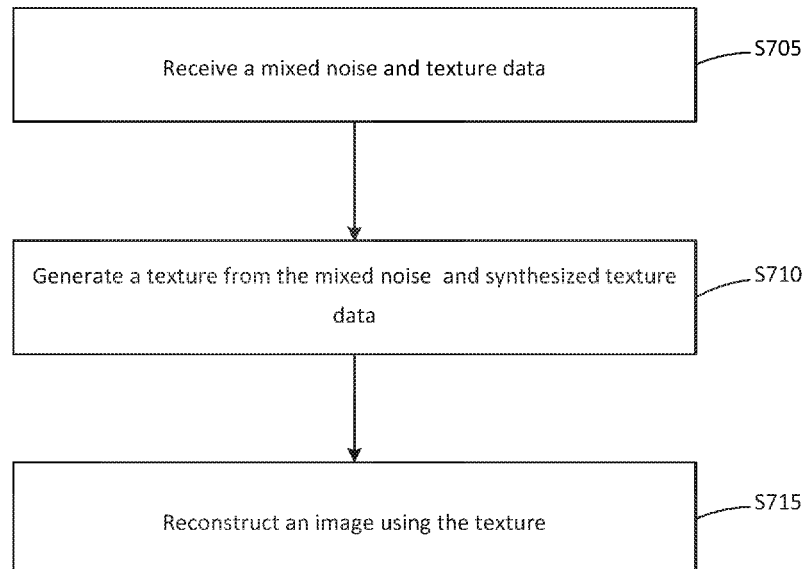 Receive a mixed noise and texture data
S705
Generate a texture from the mixed noise and synthesized texture
data
S710
Reconstruct an image using the texture
S715